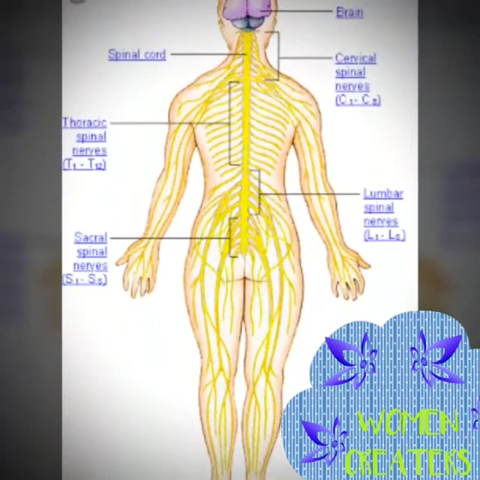 Brain
Spinal cord
Cervical
spinal
nerves
(C₁ - C₈)
Thoracic
spinal
nerves
(T₁ - T₁₂)
Lumbar
spinal
nerves
(L₁ - L₅)
Sacral
spinal
nerves
(S₁ - S₅)
WOMEN
CREATERS